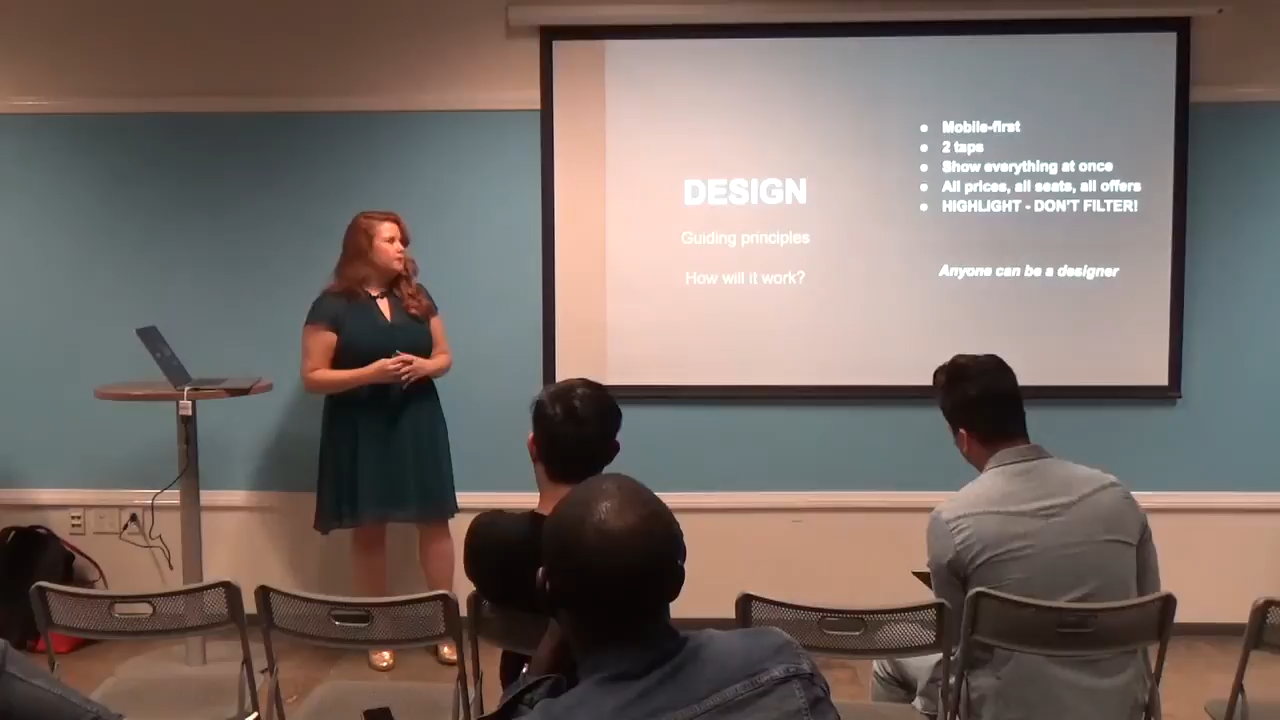 DESIGN
Guiding principles
How will it work?
● Mobile-first
● 2 taps
● Show everything at once
● All prices, all seats, all offers
● HIGHLIGHT - DON'T FILTER!
Anyone can be a designer